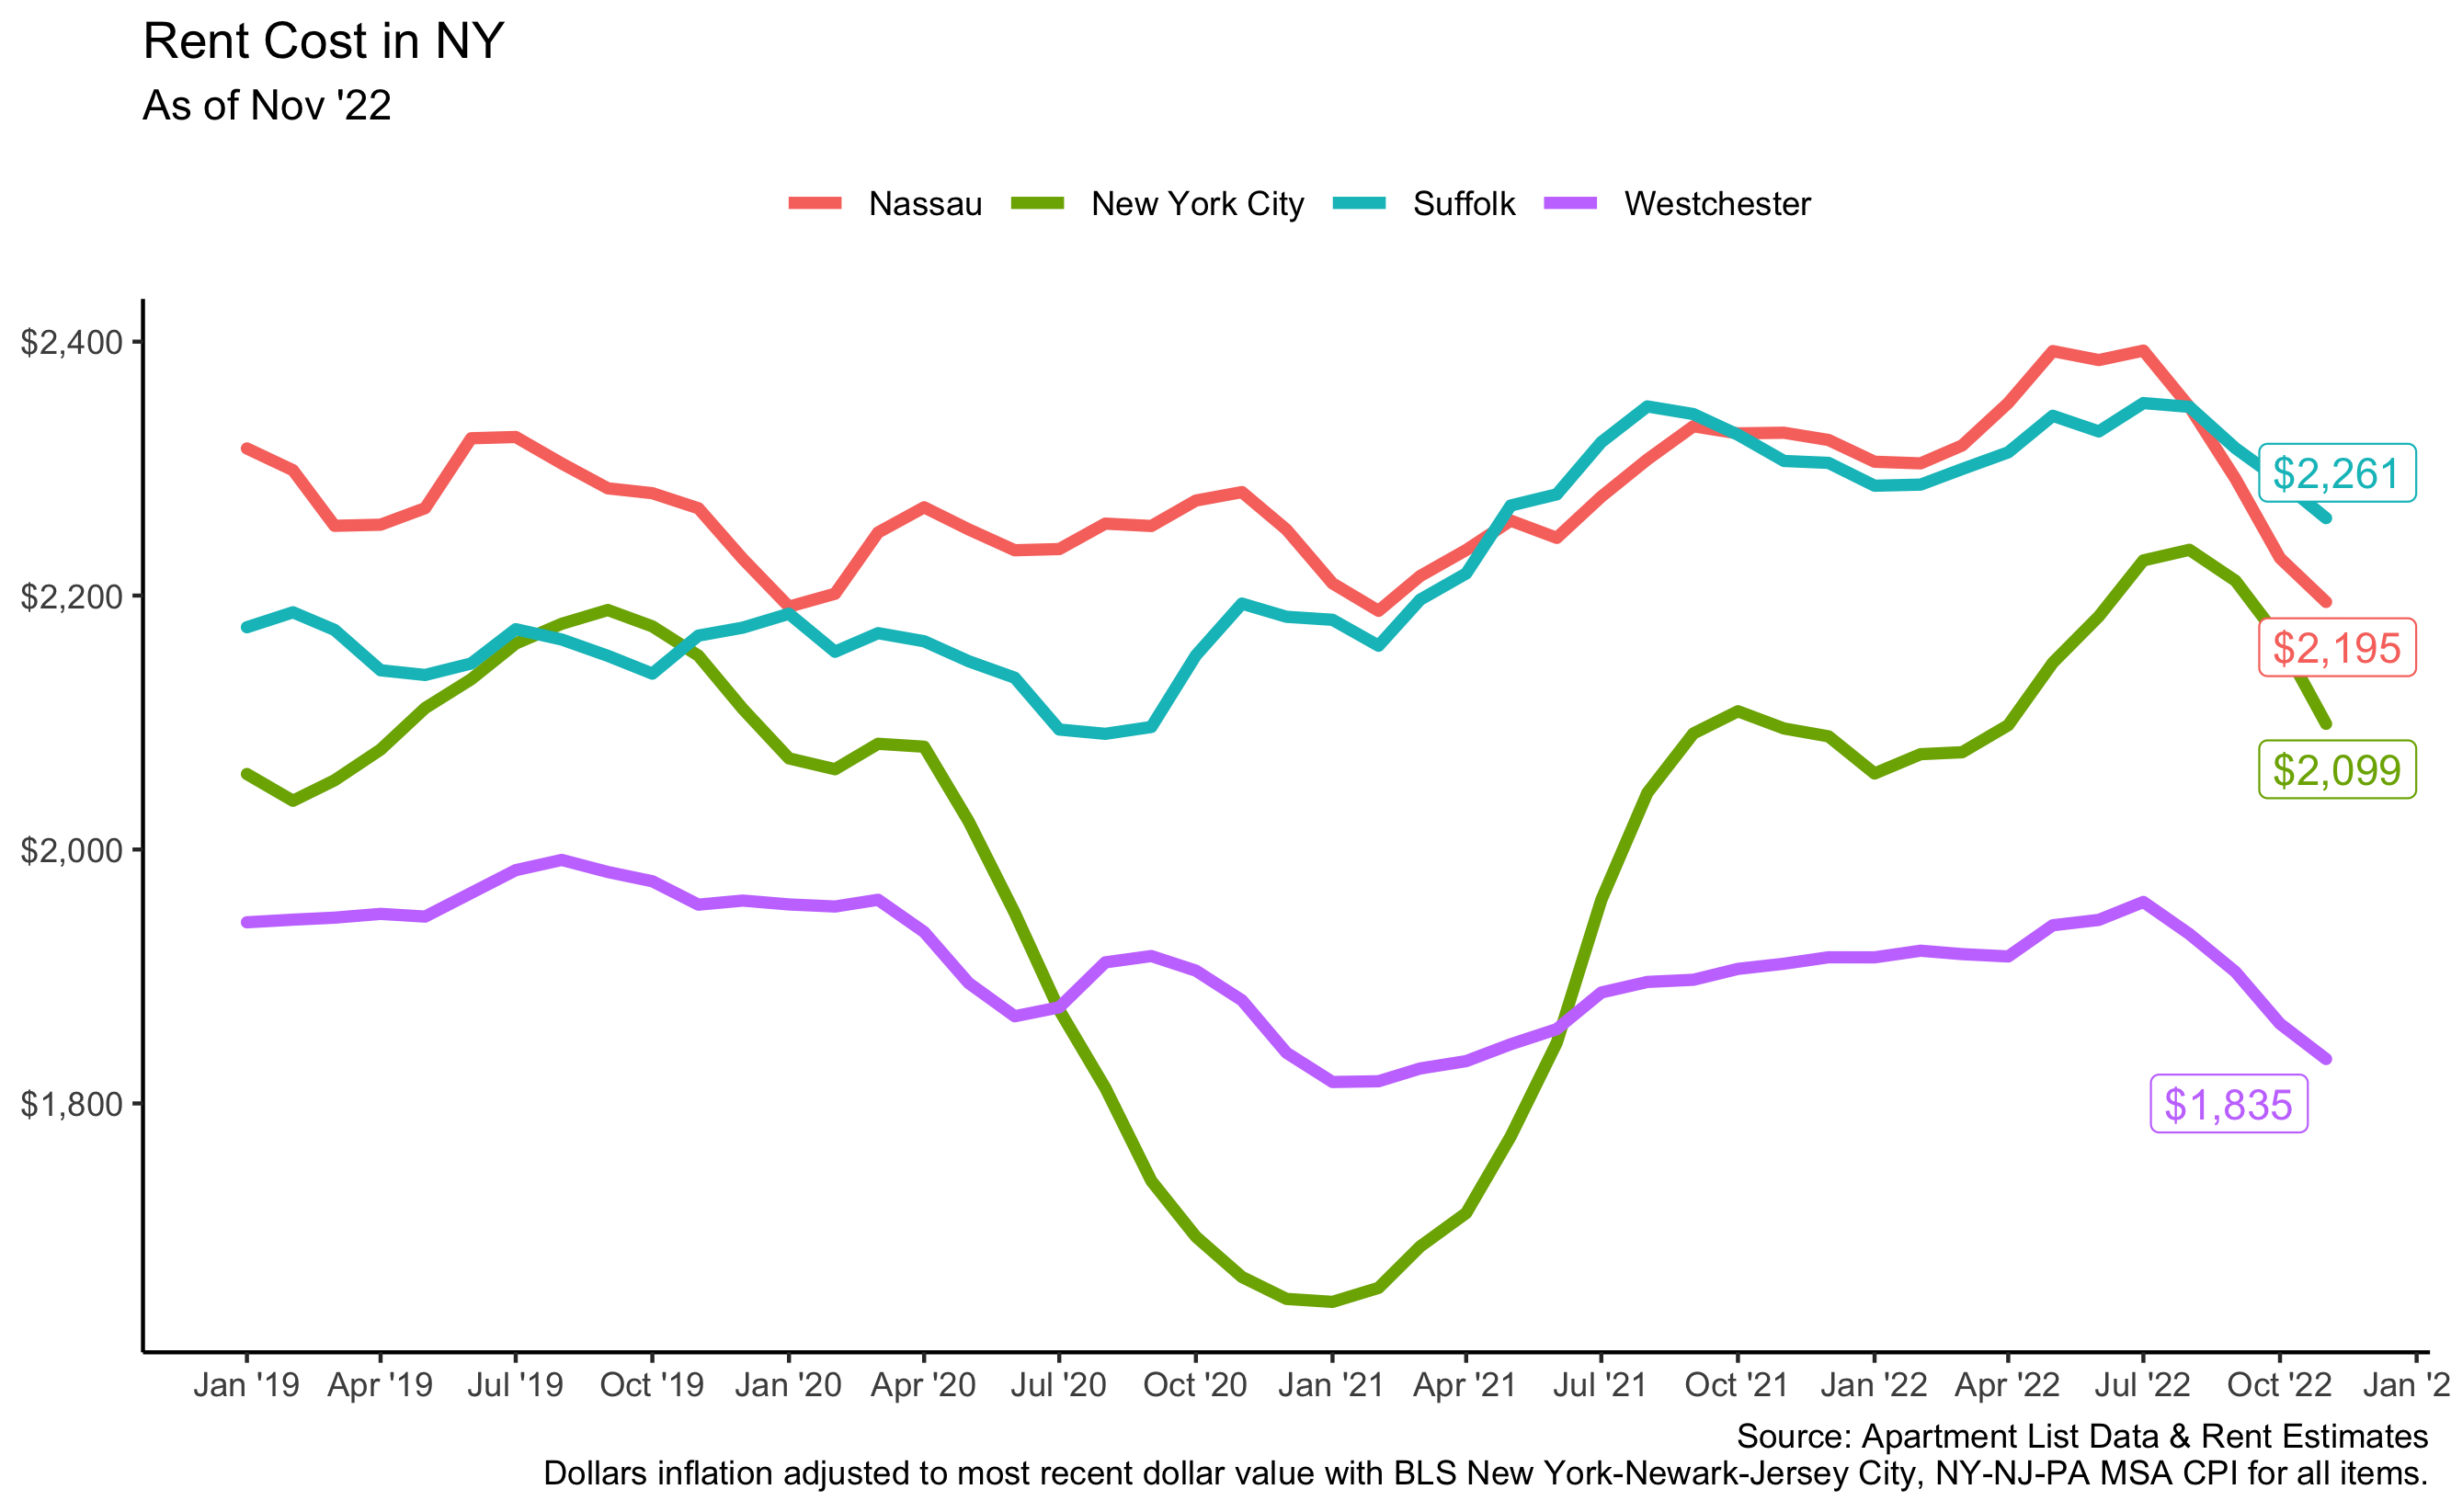 Rent Cost in NY
As of Nov '22
Nassau New York City Suffolk Westchester
$2,400
$2,200
$2,000
$1,800
$2,261
$2,195
$2,099
$1,835
Jan '19 Apr '19 Jul '19 Oct '19 Jan '20 Apr '20 Jul '20 Oct '20 Jan '21 Apr '21 Jul '21 Oct '21 Jan '22 Apr '22 Jul '22 Oct '22 Jan '2
Source: Apartment List Data & Rent Estimates
Dollars inflation adjusted to most recent dollar value with BLS New York-Newark-Jersey City, NY-NJ-PA MSA CPI for all items.